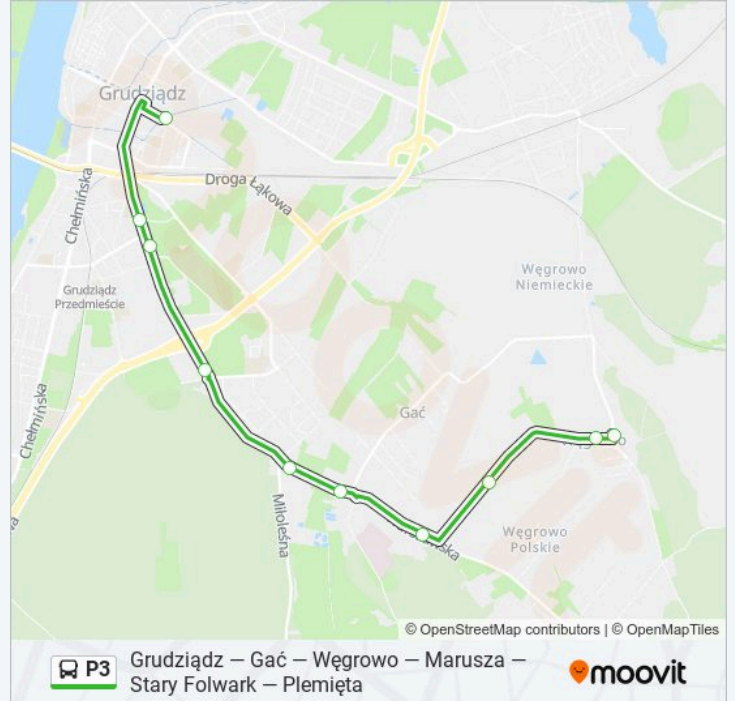 Grudziądz
Droga Łąkowa
Chełmińska
Węgrowo
Niemieckie
Grudziądz
Przedmieście
Chełmińska
Gać
Miłoleśna
Węgrowo
Polskie
© OpenStreetMap contributors | © OpenMapTiles
P3
Grudziądz — Gać — Węgrowo — Marusza —
Stary Folwark — Plemięta
moovit